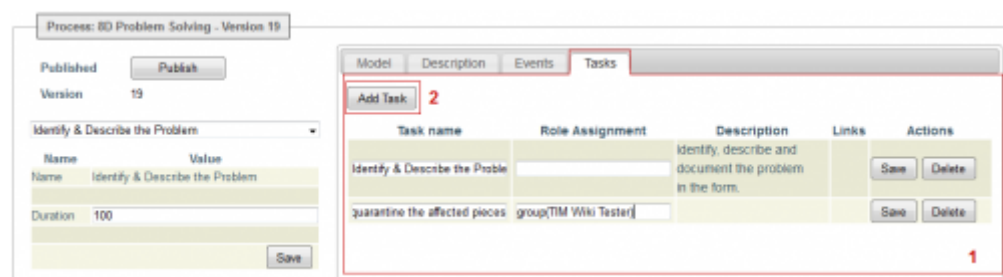 Process: 8D Problem Solving - Version 19
Published Publish
Version 19
Identify & Describe the Problem
Name Value
Name Identify & Describe the Problem
Duration 100
Save
Model Description Events Tasks
Add Task 2
Task name Role Assignment Description Links Actions
Identify & Describe the Proble Identify, describe and document the problem in the form. Save Delete
quarantine the affected pieces group(TIM Wiki Tester) Save Delete
1